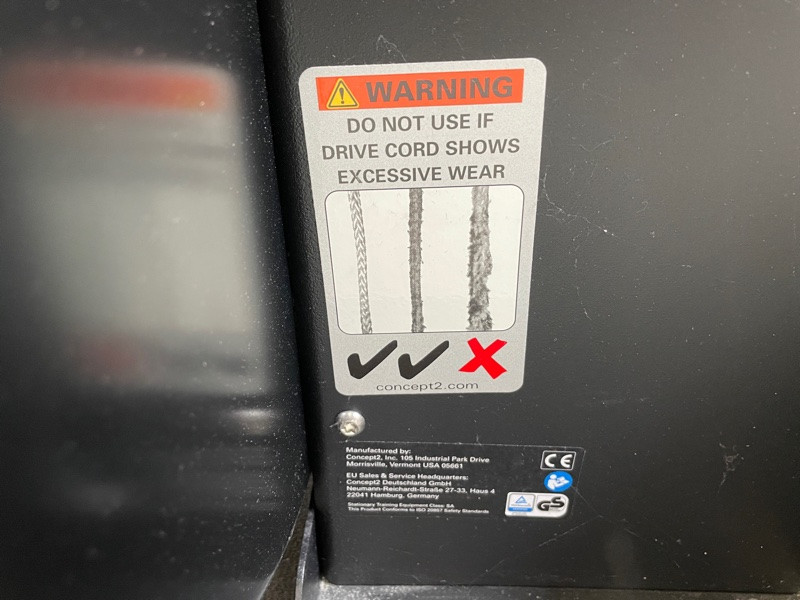 WARNING
DO NOT USE IF
DRIVE CORD SHOWS
EXCESSIVE WEAR
concept2.com
Manufactured by:
Concept2, Inc. 105 Industrial Park Drive
Morrisville, Vermont USA 05661
EU Sales & Service Headquarters:
Concept2 Deutschland GmbH
Neumann-Reichardt-Straße 27-33, Haus 4
22041 Hamburg, Germany
Stationary Training Equipment Class: SA
This Product Conforms to ISO 20957 Safety Standards
CE
GS